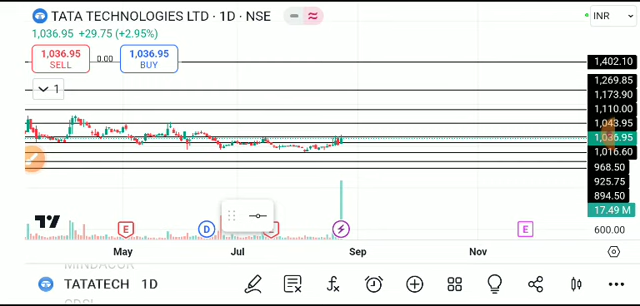 TATA TECHNOLOGIES LTD · 1D · NSE
INR
1,036.95 +29.75 (+2.95%)
1,036.95 SELL
0.00
1,036.95 BUY
1
1,402.10
1,269.85
1,173.90
1,110.00
1,043.95
1,036.95
1,016.60
968.50
925.75
894.50
17.49 M
600.00
E
D
E
May
Jul
Sep
Nov
MINDACOR
TATATECH 1D
CDSL